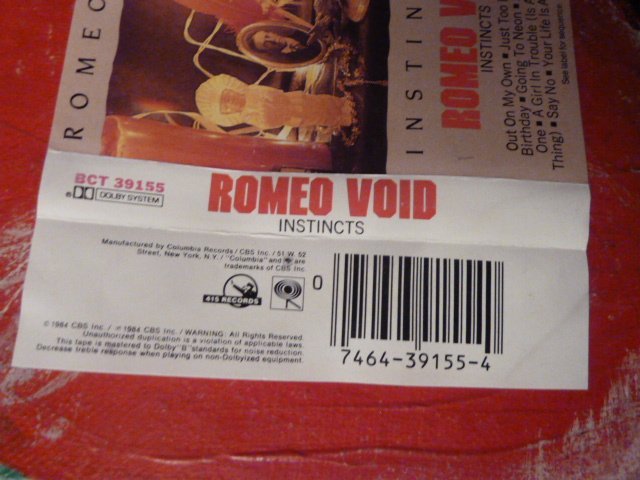 ROMEO
INSTIN
ROMEO V
INSTINCTS
Out On My Own ■ Just Too
Birthday ■ Going To Neon ■
One ■ A Girl In Trouble (Is A
Thing) ■ Say No ■ Your Life Is A
See label for sequence
BCT 39155
B DOLBY SYSTEM
ROMEO VOID
INSTINCTS
Manufactured by Columbia Records / CBS Inc. / 51 W. 52
Street, New York, N.Y. / "Columbia" and are
trademarks of CBS Inc
415 RECORDS
0
© 1984 CBS Inc. / ℗ 1984 CBS Inc. / WARNING: All Rights Reserved.
Unauthorized duplication is a violation of applicable laws.
This tape is mastered to Dolby "B" standards for noise reduction.
Decrease treble response when playing on non-Dolbyized equipment.
7464-39155-4